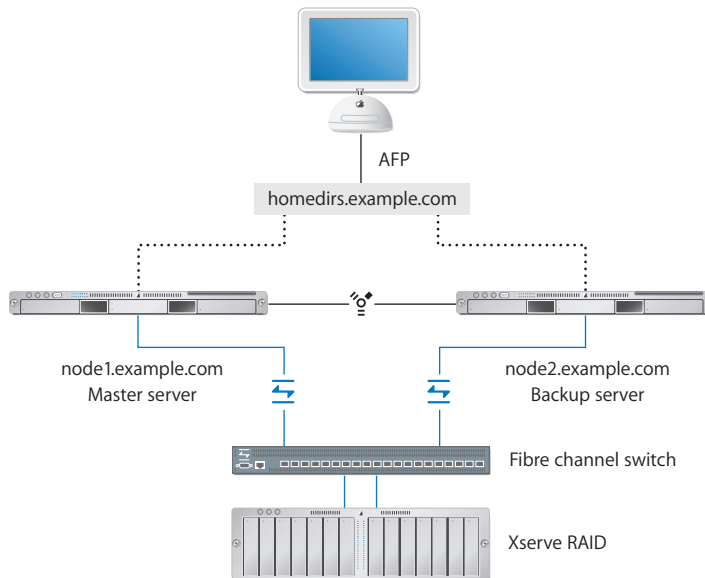 AFP
homedirs.example.com
node1.example.com
Master server
node2.example.com
Backup server
Fibre channel switch
Xserve RAID